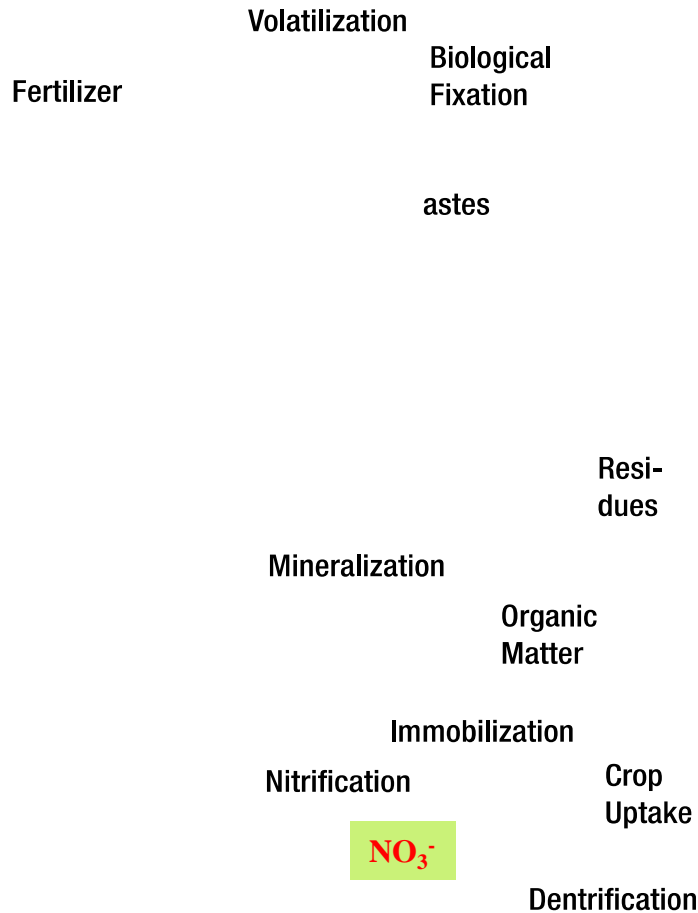 Volatilization
Biological
Fixation
Fertilizer
astes
Resi-
dues
Mineralization
Organic
Matter
Immobilization
Nitrification
Crop
Uptake
NO₃⁻
Dentrification